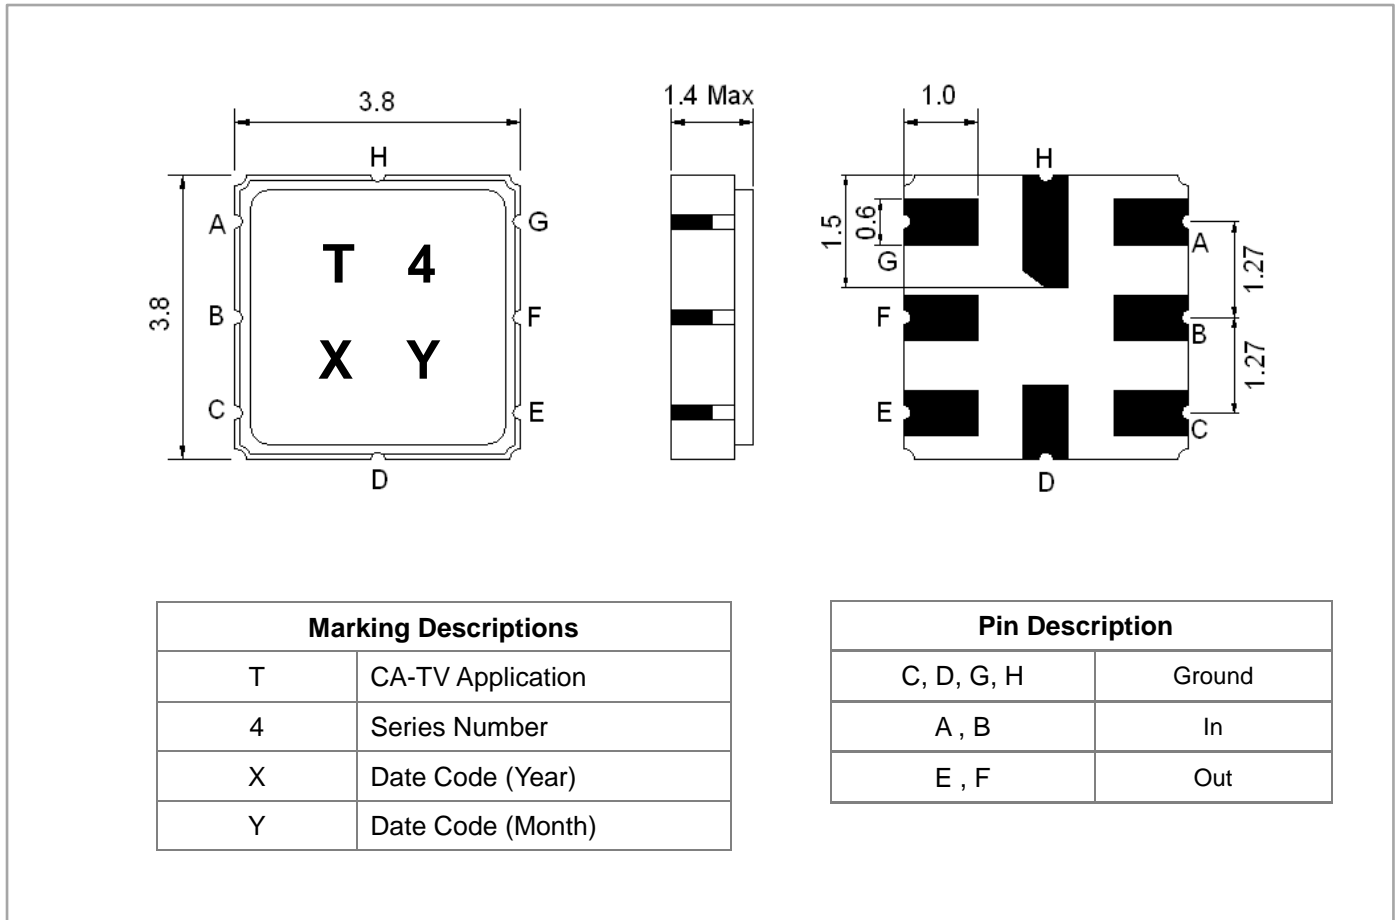 3.8
1.4 Max
1.0
H
H
A
G
T 4
3.8
B
F
X Y
C
E
D
1.5
0.6
G
A
1.27
F
B
1.27
E
C
D
Marking Descriptions
T CA-TV Application
4 Series Number
X Date Code (Year)
Y Date Code (Month)
Pin Description
C, D, G, H Ground
A , B In
E , F Out